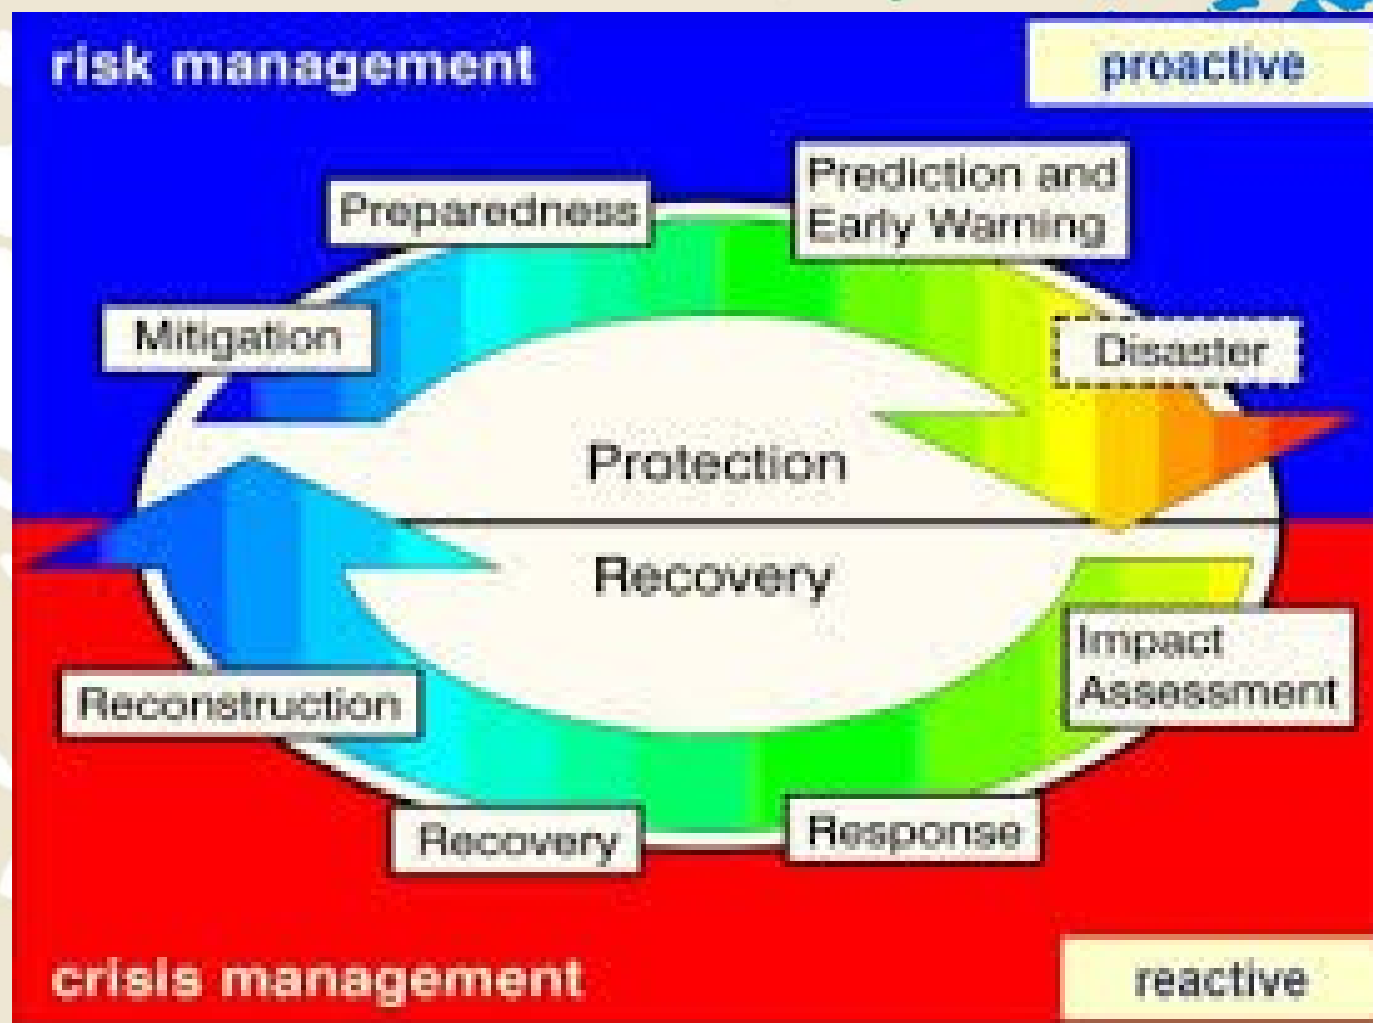 risk management
proactive
Preparedness
Prediction and
Early Warning
Mitigation
Disaster
Protection
Recovery
Impact
Assessment
Reconstruction
Recovery
Response
crisis management
reactive